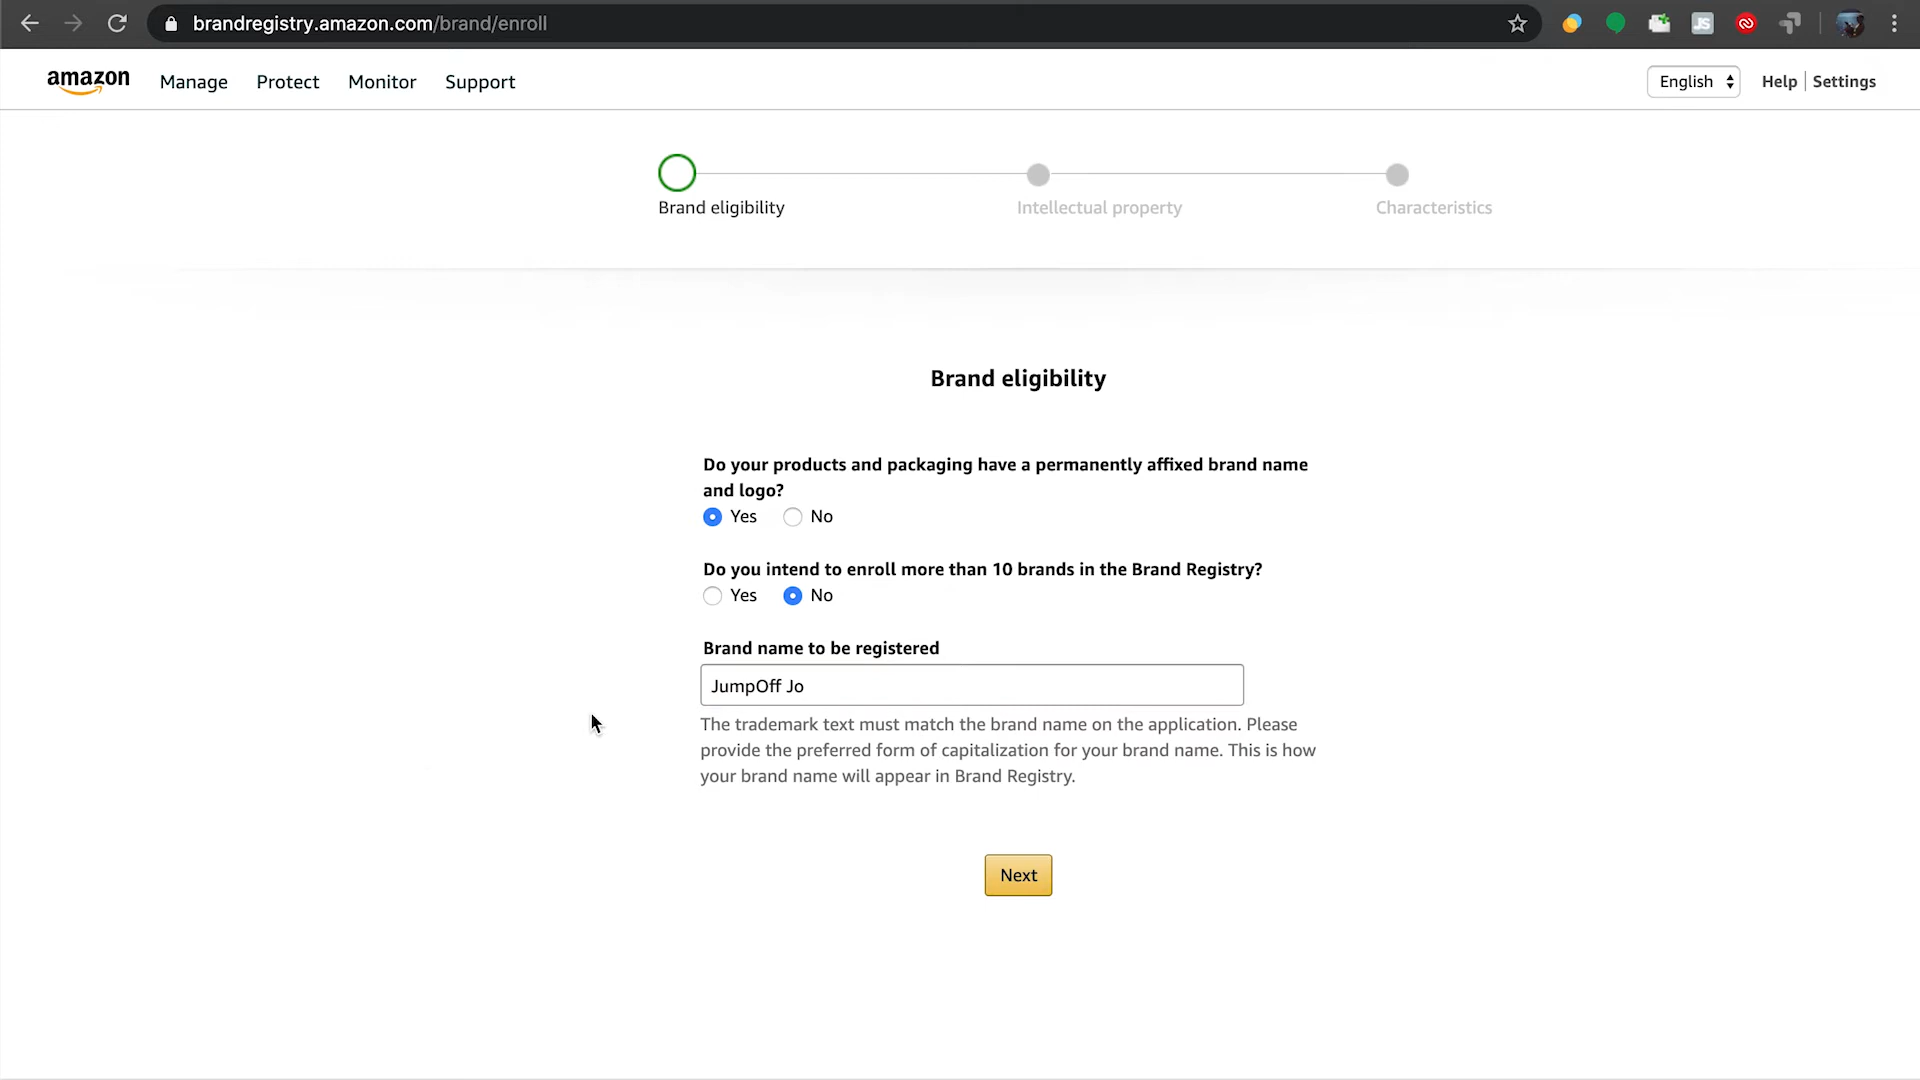 brandregistry.amazon.com/brand/enroll
JS
amazon
Manage
Protect
Monitor
Support
English
Help
Settings
Brand eligibility
Intellectual property
Characteristics
Brand eligibility
Do your products and packaging have a permanently affixed brand name
and logo?
Yes
No
Do you intend to enroll more than 10 brands in the Brand Registry?
Yes
No
Brand name to be registered
JumpOff Jo
The trademark text must match the brand name on the application. Please
provide the preferred form of capitalization for your brand name. This is how
your brand name will appear in Brand Registry.
Next